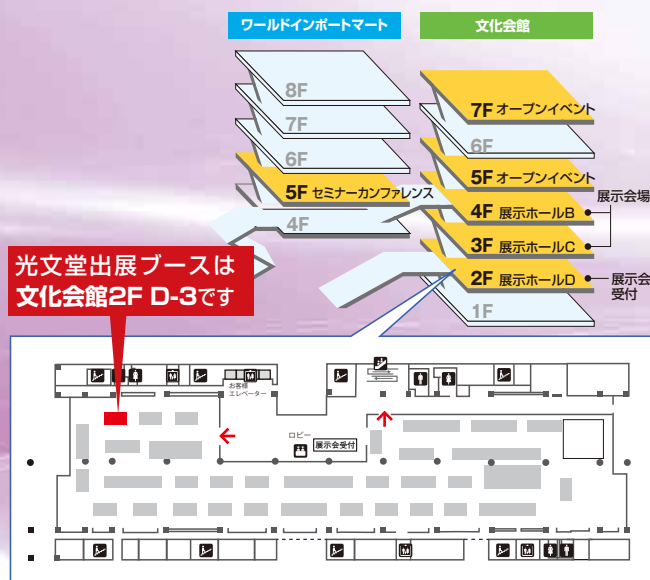 ワールドインポートマート
文化会館
8F
7F
6F
5F セミナーカンファレンス
4F
7F オープンイベント
6F
5F オープンイベント
4F 展示ホールB
3F 展示ホールC
展示会場
2F 展示ホールD
展示会
受付
1F
光文堂出展ブースは
文化会館2F D-3です
お客様
エレベーター
ロビー
展示会受付